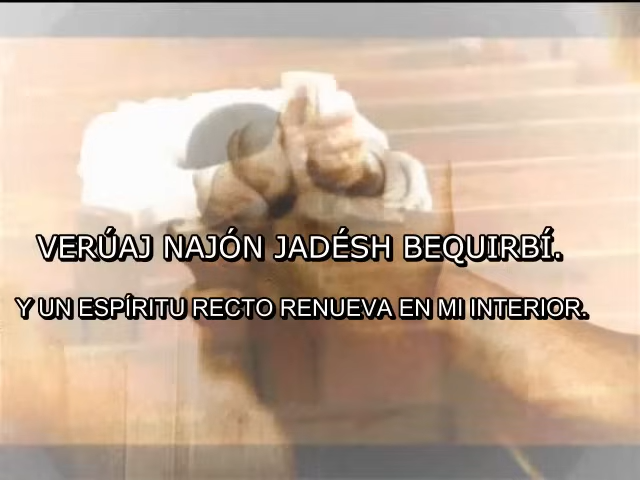 VERÚAJ NAJÓN JADÉSH BEQUIRBÍ.
Y UN ESPÍRITU RECTO RENUEVA EN MI INTERIOR.